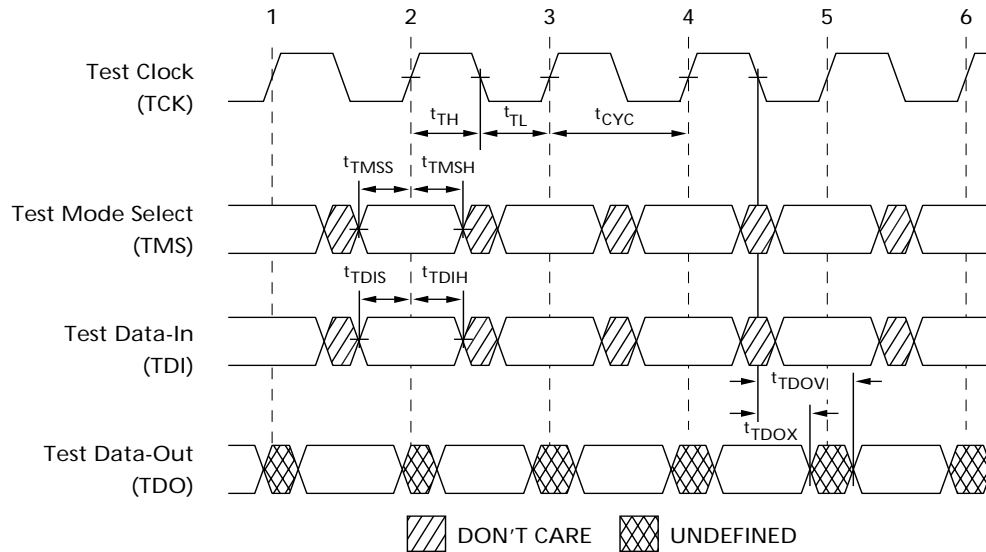 1 2 3 4 5 6
Test Clock
(TCK)
tTH tTL tCYC
tTMSS tTMSH
Test Mode Select
(TMS)
tTDIS tTDIH
Test Data-In
(TDI)
tTDOV
tTDOX
Test Data-Out
(TDO)
DON'T CARE UNDEFINED